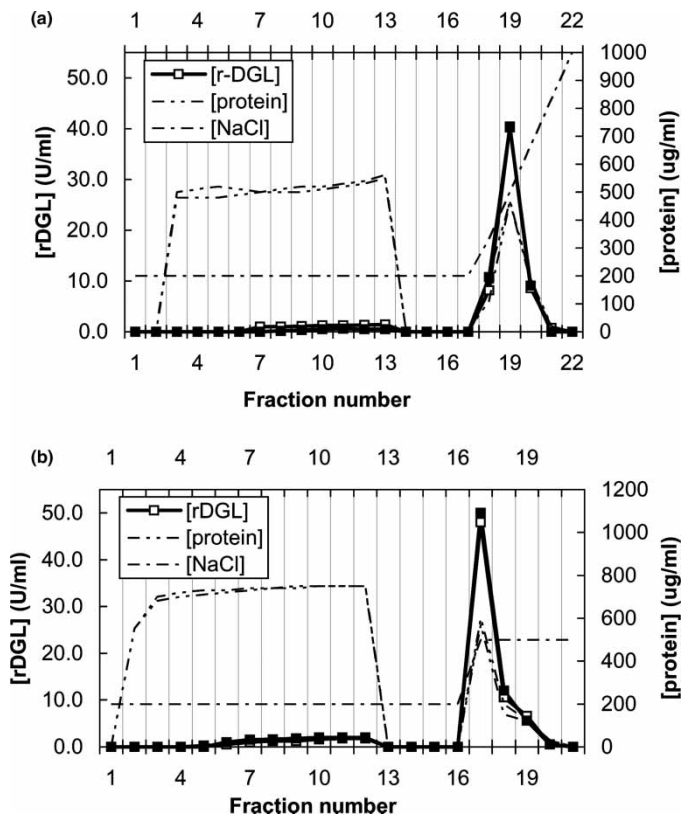 (a)
1 4 7 10 13 16 19 22
50.0
40.0
30.0
20.0
10.0
0.0
[rDGL] (U/ml)
[r-DGL]
[protein]
[NaCl]
1000
900
800
700
600
500
400
300
200
100
0
[protein] (ug/ml)
1 4 7 10 13 16 19 22
Fraction number
(b)
1 4 7 10 13 16 19
50.0
40.0
30.0
20.0
10.0
0.0
[rDGL] (U/ml)
[rDGL]
[protein]
[NaCl]
1200
1000
800
600
400
200
0
[protein] (ug/ml)
1 4 7 10 13 16 19
Fraction number